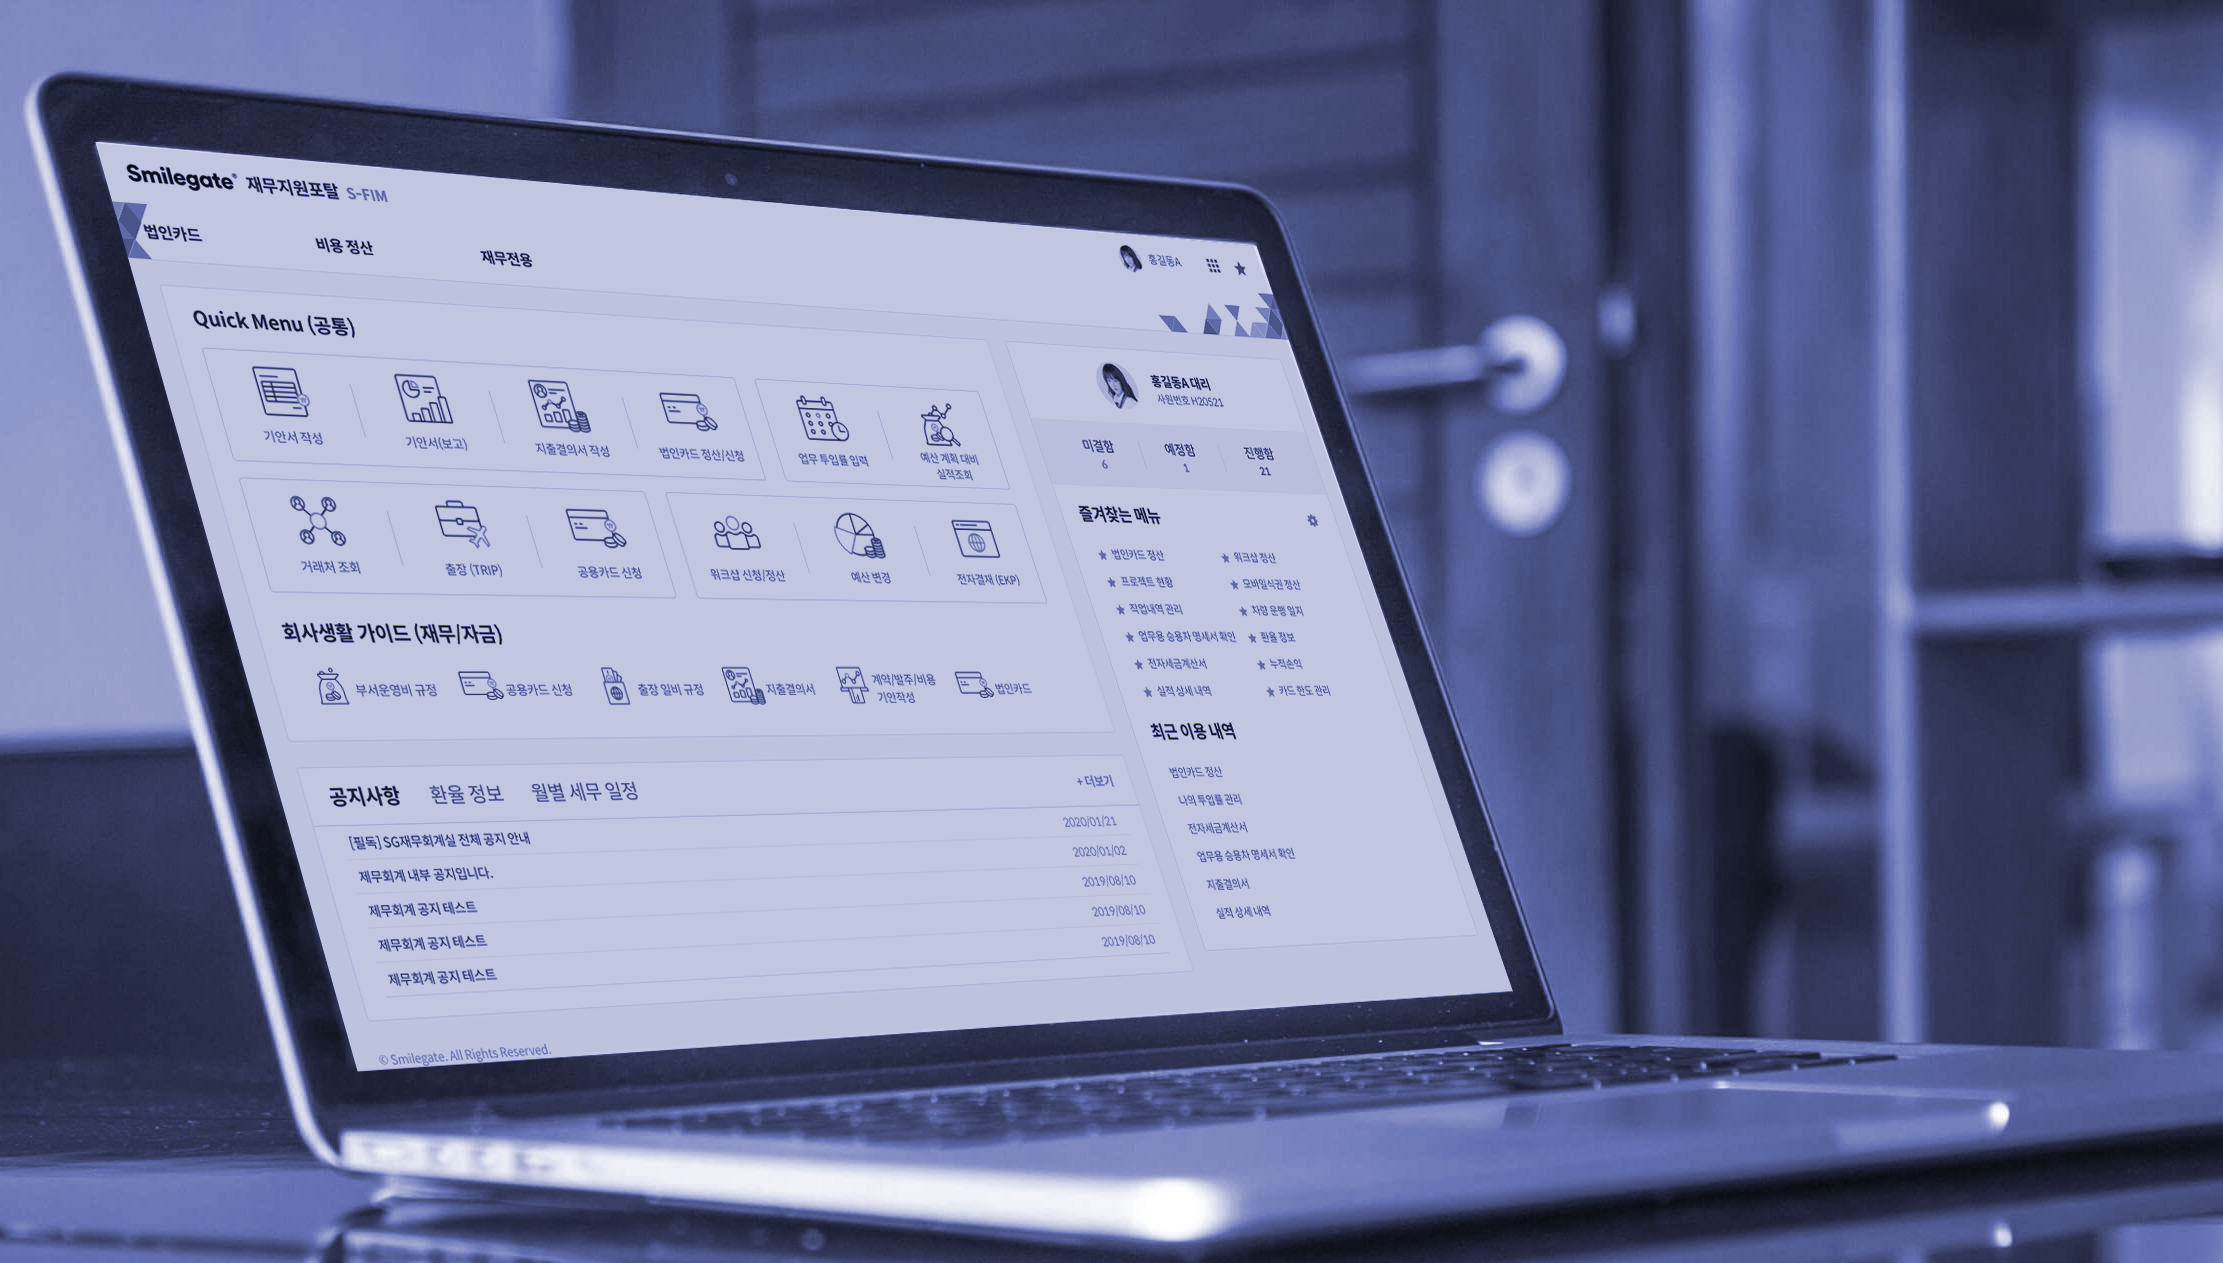 Smilegate 재무지원포탈 S-FIM
법인카드 비용 정산 재무전용
홍길동A
Quick Menu (공통)
기안서 작성 기안서(보고) 지출결의서 작성 법인카드 정산/신청
업무 투입률 입력 예산 계획 대비
실적조회
거래처 조회 출장 (TRIP) 공용카드 신청
워크샵 신청/정산 예산 변경 전자결재 (EKP)
회사생활 가이드 (재무/자금)
부서운영비 규정 공용카드 신청 출장 일비 규정 지출결의서 계약/발주/비용
기안작성
법인카드
공지사항 환율 정보 월별 세무 일정 + 더보기
[필독] SG재무회계실 전체 공지 안내 2020/01/21
제무회계 내부 공지입니다. 2020/01/02
제무회계 공지 테스트 2019/08/10
제무회계 공지 테스트 2019/08/10
제무회계 공지 테스트 2019/08/10
© Smilegate. All Rights Reserved.
홍길동A 대리
사원번호 H20521
미결함 예정함 진행함
6 1 21
즐겨찾는 메뉴
법인카드 정산 워크샵 정산
프로젝트 현황 모바일식권 정산
작업내역 관리 차량 운행 일지
업무용 승용차 명세서 확인 환율 정보
전자세금계산서 누적손익
실적 상세 내역 카드 한도 관리
최근 이용 내역
법인카드 정산
나의 투입률 관리
전자세금계산서
업무용 승용차 명세서 확인
지출결의서
실적 상세 내역